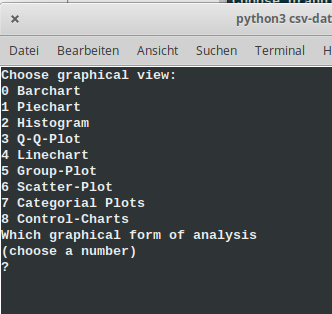 python3 csv-dat
Datei Bearbeiten Ansicht Suchen Terminal H
Choose graphical view:
0 Barchart
1 Piechart
2 Histogram
3 Q-Q-Plot
4 Linechart
5 Group-Plot
6 Scatter-Plot
7 Categorial Plots
8 Control-Charts
Which graphical form of analysis
(choose a number)
?